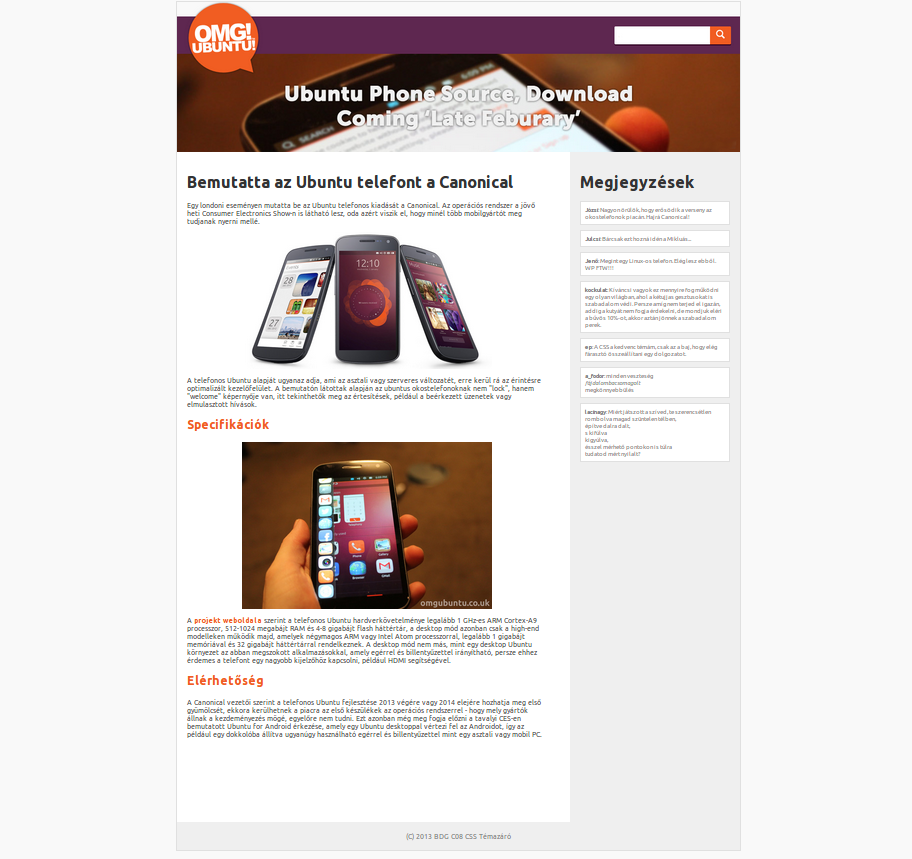 OMG!
UBUNTU!
Ubuntu Phone Source, Download
Coming 'Late Feburary'
Bemutatta az Ubuntu telefont a Canonical
Egy londoni eseményen mutatta be az Ubuntu telefonos kiadását a Canonical. Az operációs rendszer a jövő
heti Consumer Electronics Show-n is látható lesz, oda azért viszik el, hogy minél több mobilgyártót meg
tudjanak nyerni mellé.
12:10
A telefonos Ubuntu alapját ugyanaz adja, ami az asztali vagy szerveres változatét, erre kerül rá az érintésre
optimalizált kezelőfelület. A bemutatón látottak alapján az ubuntus okostelefonoknak nem "lock", hanem
"welcome" képernyője van, itt tekinthetők meg az értesítések, például a beérkezett üzenetek vagy
elmulasztott hívások.
Specifikációk
omgubuntu.co.uk
A projekt weboldala szerint a telefonos Ubuntu hardverkövetelménye legalább 1 GHz-es ARM Cortex-A9
processzor, 512-1024 megabájt RAM és 4-8 gigabájt flash háttértár, a desktop mód azonban csak a high-end
modelleken működik majd, amelyek négymagos ARM vagy Intel Atom processzorral, legalább 1 gigabájt
memóriával és 32 gigabájt háttértárral rendelkeznek. A desktop mód nem más, mint egy desktop Ubuntu
környezet az abban megszokott alkalmazásokkal, amely egérrel és billentyűzettel irányítható, persze ehhez
érdemes a telefont egy nagyobb kijelzőhöz kapcsolni, például HDMI segítségével.
Elérhetőség
A Canonical vezetői szerint a telefonos Ubuntu fejlesztése 2013 végére vagy 2014 elejére hozhatja meg első
gyümölcsét, ekkora kerülhetnek a piacra az első készülékek az operációs rendszerrel - hogy mely gyártók
állnak a kezdeményezés mögé, egyelőre nem tudni. Ezt azonban még meg fogja előzni a tavalyi CES-en
bemutatott Ubuntu for Android érkezése, amely egy Ubuntu desktoppal vértezi fel az Androidot, így az
például egy dokkolóba állítva ugyanúgy használható egérrel és billentyűzettel mint egy asztali vagy mobil PC.
Megjegyzések
Józsi: Nagyon örülök, hogy erősödik a verseny az
okostelefonok piacán. Hajrá Canonical!
Julcsi: Bárcsak ezt hozná idén a Mikluás...
Jenő: Megint egy Linux-os telefon. Elég lesz ebből.
WP FTW!!!
kockulat: Kíváncsi vagyok ez mennyire fog működni
egy olyan világban, ahol a kétujjas gesztusokat is
szabadalom védi. Persze amíg nem terjed el igazán,
addig a kutyát nem fogja érdekelni, de mondjuk eléri
a bűvös 10%-ot, akkor aztán jönnek a szabadalom
perek.
ep: A CSS a kedvenc témám, csak az a baj, hogy elég
fárasztó összeállítani egy dolgozatot.
a_fodor: minden veszteség
fájdalombacsomagolt
megkönnyebbülés
lacinagy: Miért játszott a szíved, te szerencsétlen
rombolva magad szüntelen tétben,
építve dalra dalt,
s kifúlva
kigyúlva,
ésszel mérhető pontokon is túlra
tudatod mért nyilalt?
(C) 2013 BDG C08 CSS Témazáró